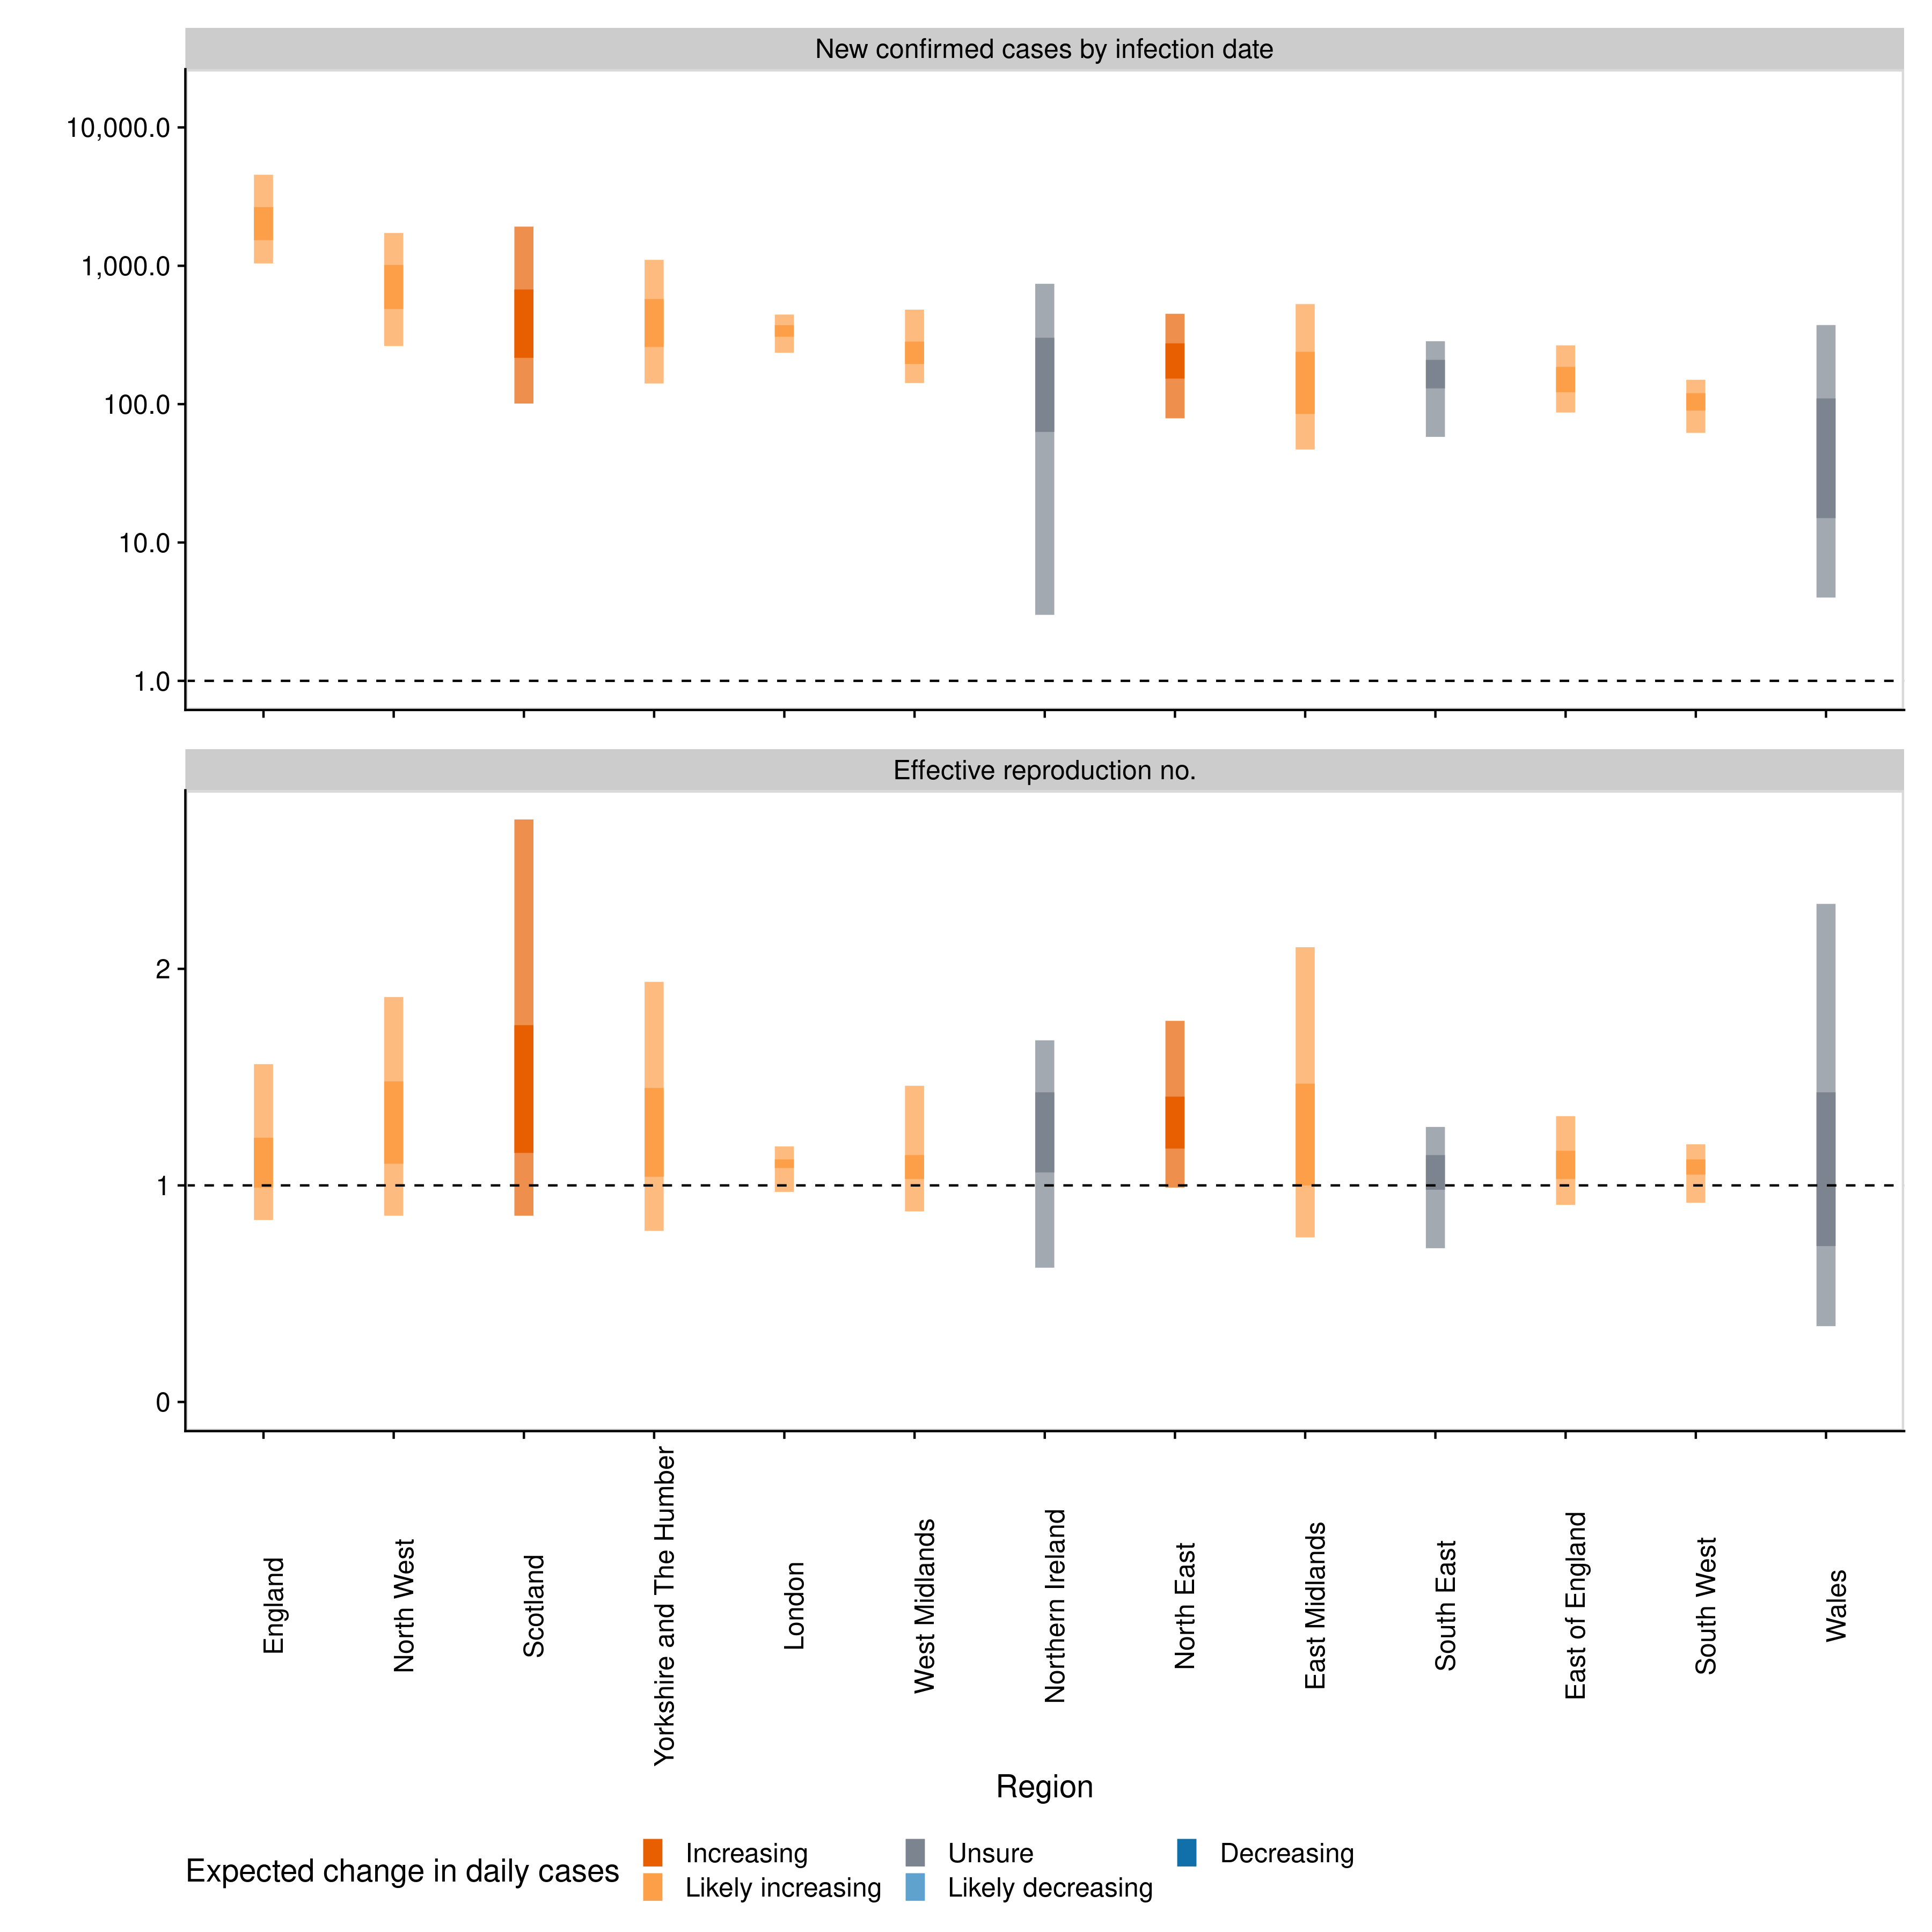 New confirmed cases by infection date
10,000.0
1,000.0
100.0
10.0
1.0
Effective reproduction no.
2
1
0
England
North West
Scotland
Yorkshire and The Humber
London
West Midlands
Northern Ireland
North East
East Midlands
South East
East of England
South West
Wales
Region
Expected change in daily cases
Increasing
Likely increasing
Unsure
Likely decreasing
Decreasing